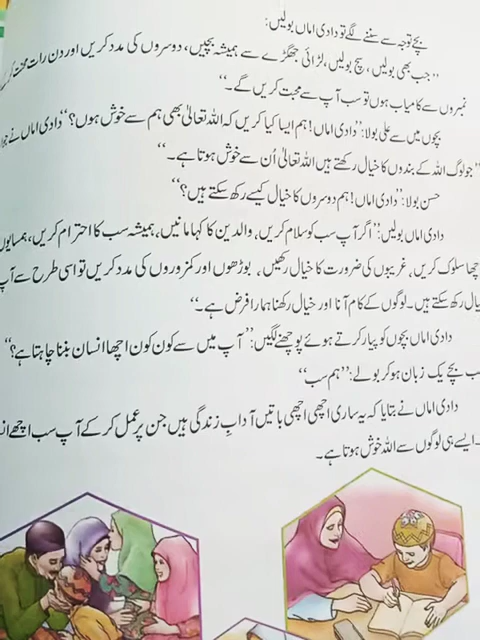 بچے توجہ سے سننے لگے تو دادی اماں بولیں:
"جب بھی بولیں، سچ بولیں، لڑائی جھگڑے سے ہمیشہ بچیں، دوسروں کی مدد کریں اور دن رات محنت کر کے
نمبروں سے کامیاب ہوں تو سب آپ سے محبت کریں گے۔"
بچوں میں سے علی بولا: "دادی اماں! ہم ایسا کیا کریں کہ اللہ تعالیٰ بھی ہم سے خوش ہوں؟" دادی اماں نے
"جو لوگ اللہ کے بندوں کا خیال رکھتے ہیں اللہ تعالیٰ اُن سے خوش ہوتا ہے۔"
حسن بولا: "دادی اماں! ہم دوسروں کا خیال کیسے رکھ سکتے ہیں؟"
دادی اماں بولیں: "اگر آپ سب کو سلام کریں، والدین کا کہا مانیں، ہمیشہ سب کا احترام کریں، ہمسایوں
اچھا سلوک کریں، غریبوں کی ضرورت کا خیال رکھیں، بوڑھوں اور کمزوروں کی مدد کریں تو اسی طرح سے آپ
خیال رکھ سکتے ہیں۔ لوگوں کے کام آنا اور خیال رکھنا ہمارا فرض ہے۔"
دادی اماں بچوں کو پیار کرتے ہوئے پوچھنے لگیں: "آپ میں سے کون کون اچھا انسان بننا چاہتا ہے؟"
سب بچے یک زبان ہو کر بولے: "ہم سب"
دادی اماں نے بتایا کہ یہ ساری اچھی اچھی باتیں آدابِ زندگی ہیں جن پر عمل کر کے آپ سب اچھے
۔ ایسے ہی لوگوں سے اللہ خوش ہوتا ہے۔